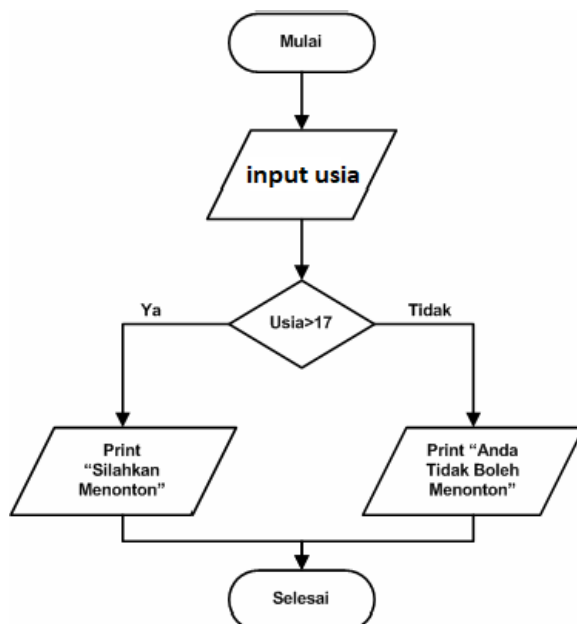 Mulai
input usia
Usia>17
Ya
Tidak
Print
“Silahkan
Menonton”
Print “Anda
Tidak Boleh
Menonton”
Selesai